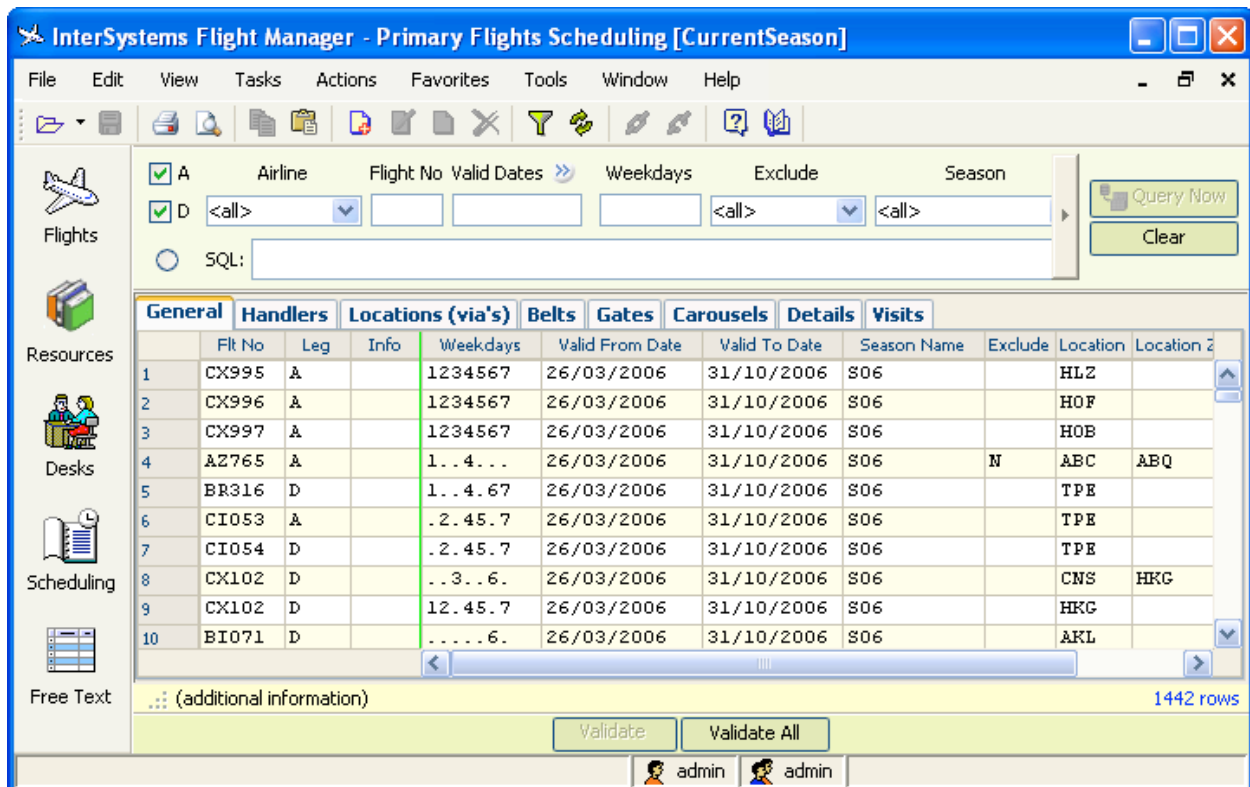 InterSystems Flight Manager - Primary Flights Scheduling [CurrentSeason]
File Edit View Tasks Actions Favorites Tools Window Help
Flights
Resources
Desks
Scheduling
Free Text
A Airline Flight No Valid Dates Weekdays Exclude Season
D <all> <all> <all>
SQL:
Query Now
Clear
General Handlers Locations (via's) Belts Gates Carousels Details Visits
Flt No Leg Info Weekdays Valid From Date Valid To Date Season Name Exclude Location Location Z
1 CX995 A 1234567 26/03/2006 31/10/2006 S06 HLZ
2 CX996 A 1234567 26/03/2006 31/10/2006 S06 HOF
3 CX997 A 1234567 26/03/2006 31/10/2006 S06 HOB
4 AZ765 A 1..4... 26/03/2006 31/10/2006 S06 N ABC ABQ
5 BR316 D 1..4.67 26/03/2006 31/10/2006 S06 TPE
6 CI053 A .2.45.7 26/03/2006 31/10/2006 S06 TPE
7 CI054 D .2.45.7 26/03/2006 31/10/2006 S06 TPE
8 CX102 D ..3..6. 26/03/2006 31/10/2006 S06 CNS HKG
9 CX102 D 12.45.7 26/03/2006 31/10/2006 S06 HKG
10 BI071 D .....6. 26/03/2006 31/10/2006 S06 AKL
(additional information) 1442 rows
Validate Validate All
admin admin